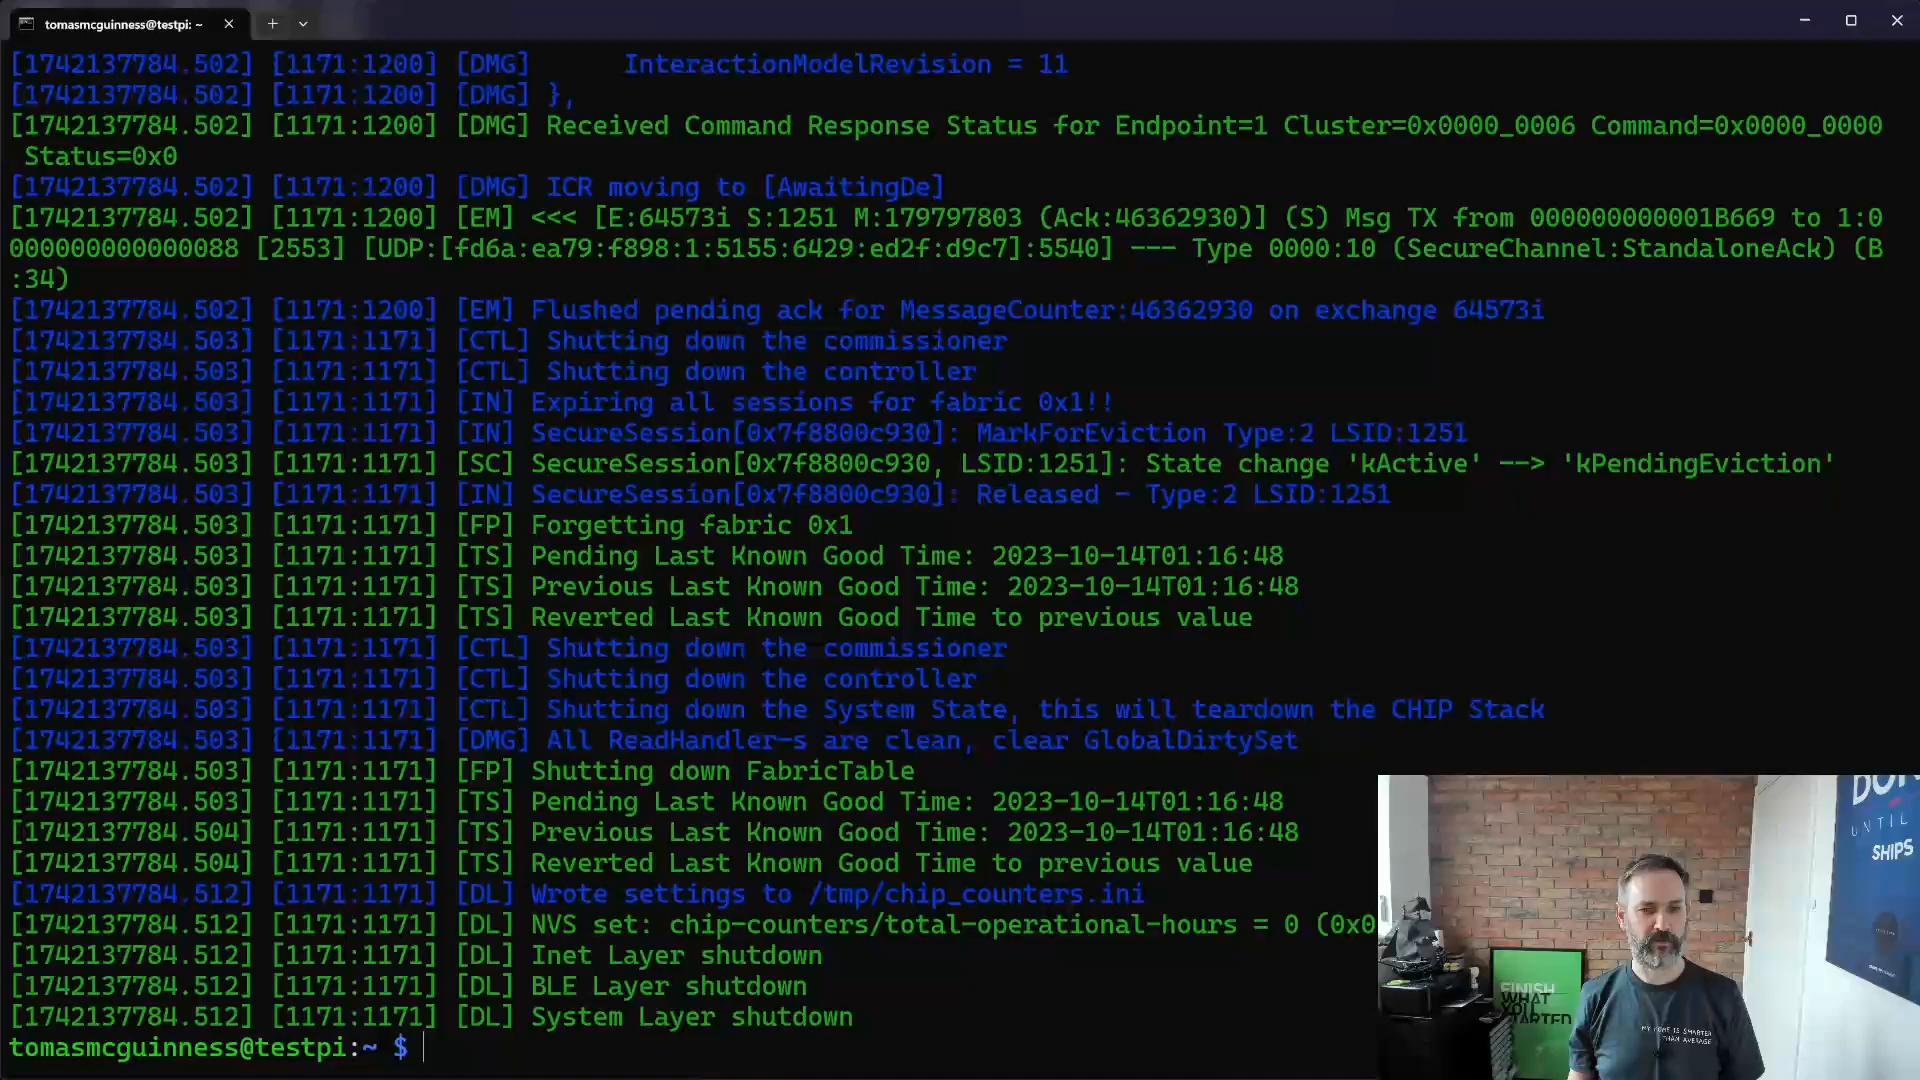 tomasmcguinness@testpi: ~
[1742137784.502] [1171:1200] [DMG]      InteractionModelRevision = 11
[1742137784.502] [1171:1200] [DMG] },
[1742137784.502] [1171:1200] [DMG] Received Command Response Status for Endpoint=1 Cluster=0x0000_0006 Command=0x0000_0000
 Status=0x0
[1742137784.502] [1171:1200] [DMG] ICR moving to [AwaitingDe]
[1742137784.502] [1171:1200] [EM] <<< [E:64573i S:1251 M:179797803 (Ack:46362930)] (S) Msg TX from 000000000001B669 to 1:0
000000000000088 [2553] [UDP:[fd6a:ea79:f898:1:5155:6429:ed2f:d9c7]:5540] --- Type 0000:10 (SecureChannel:StandaloneAck) (B
:34)
[1742137784.502] [1171:1200] [EM] Flushed pending ack for MessageCounter:46362930 on exchange 64573i
[1742137784.503] [1171:1171] [CTL] Shutting down the commissioner
[1742137784.503] [1171:1171] [CTL] Shutting down the controller
[1742137784.503] [1171:1171] [IN] Expiring all sessions for fabric 0x1!!
[1742137784.503] [1171:1171] [IN] SecureSession[0x7f8800c930]: MarkForEviction Type:2 LSID:1251
[1742137784.503] [1171:1171] [SC] SecureSession[0x7f8800c930, LSID:1251]: State change 'kActive' --> 'kPendingEviction'
[1742137784.503] [1171:1171] [IN] SecureSession[0x7f8800c930]: Released - Type:2 LSID:1251
[1742137784.503] [1171:1171] [FP] Forgetting fabric 0x1
[1742137784.503] [1171:1171] [TS] Pending Last Known Good Time: 2023-10-14T01:16:48
[1742137784.503] [1171:1171] [TS] Previous Last Known Good Time: 2023-10-14T01:16:48
[1742137784.503] [1171:1171] [TS] Reverted Last Known Good Time to previous value
[1742137784.503] [1171:1171] [CTL] Shutting down the commissioner
[1742137784.503] [1171:1171] [CTL] Shutting down the controller
[1742137784.503] [1171:1171] [CTL] Shutting down the System State, this will teardown the CHIP Stack
[1742137784.503] [1171:1171] [DMG] All ReadHandler-s are clean, clear GlobalDirtySet
[1742137784.503] [1171:1171] [FP] Shutting down FabricTable
[1742137784.503] [1171:1171] [TS] Pending Last Known Good Time: 2023-10-14T01:16:48
[1742137784.504] [1171:1171] [TS] Previous Last Known Good Time: 2023-10-14T01:16:48
[1742137784.504] [1171:1171] [TS] Reverted Last Known Good Time to previous value
[1742137784.512] [1171:1171] [DL] Wrote settings to /tmp/chip_counters.ini
[1742137784.512] [1171:1171] [DL] NVS set: chip-counters/total-operational-hours = 0 (0x0
[1742137784.512] [1171:1171] [DL] Inet Layer shutdown
[1742137784.512] [1171:1171] [DL] BLE Layer shutdown
[1742137784.512] [1171:1171] [DL] System Layer shutdown
tomasmcguinness@testpi:~ $
UNTIL
SHIPS
FINISH
WHAT
YOU
STARTED
MY HOME IS SMARTER
THAN AVERAGE